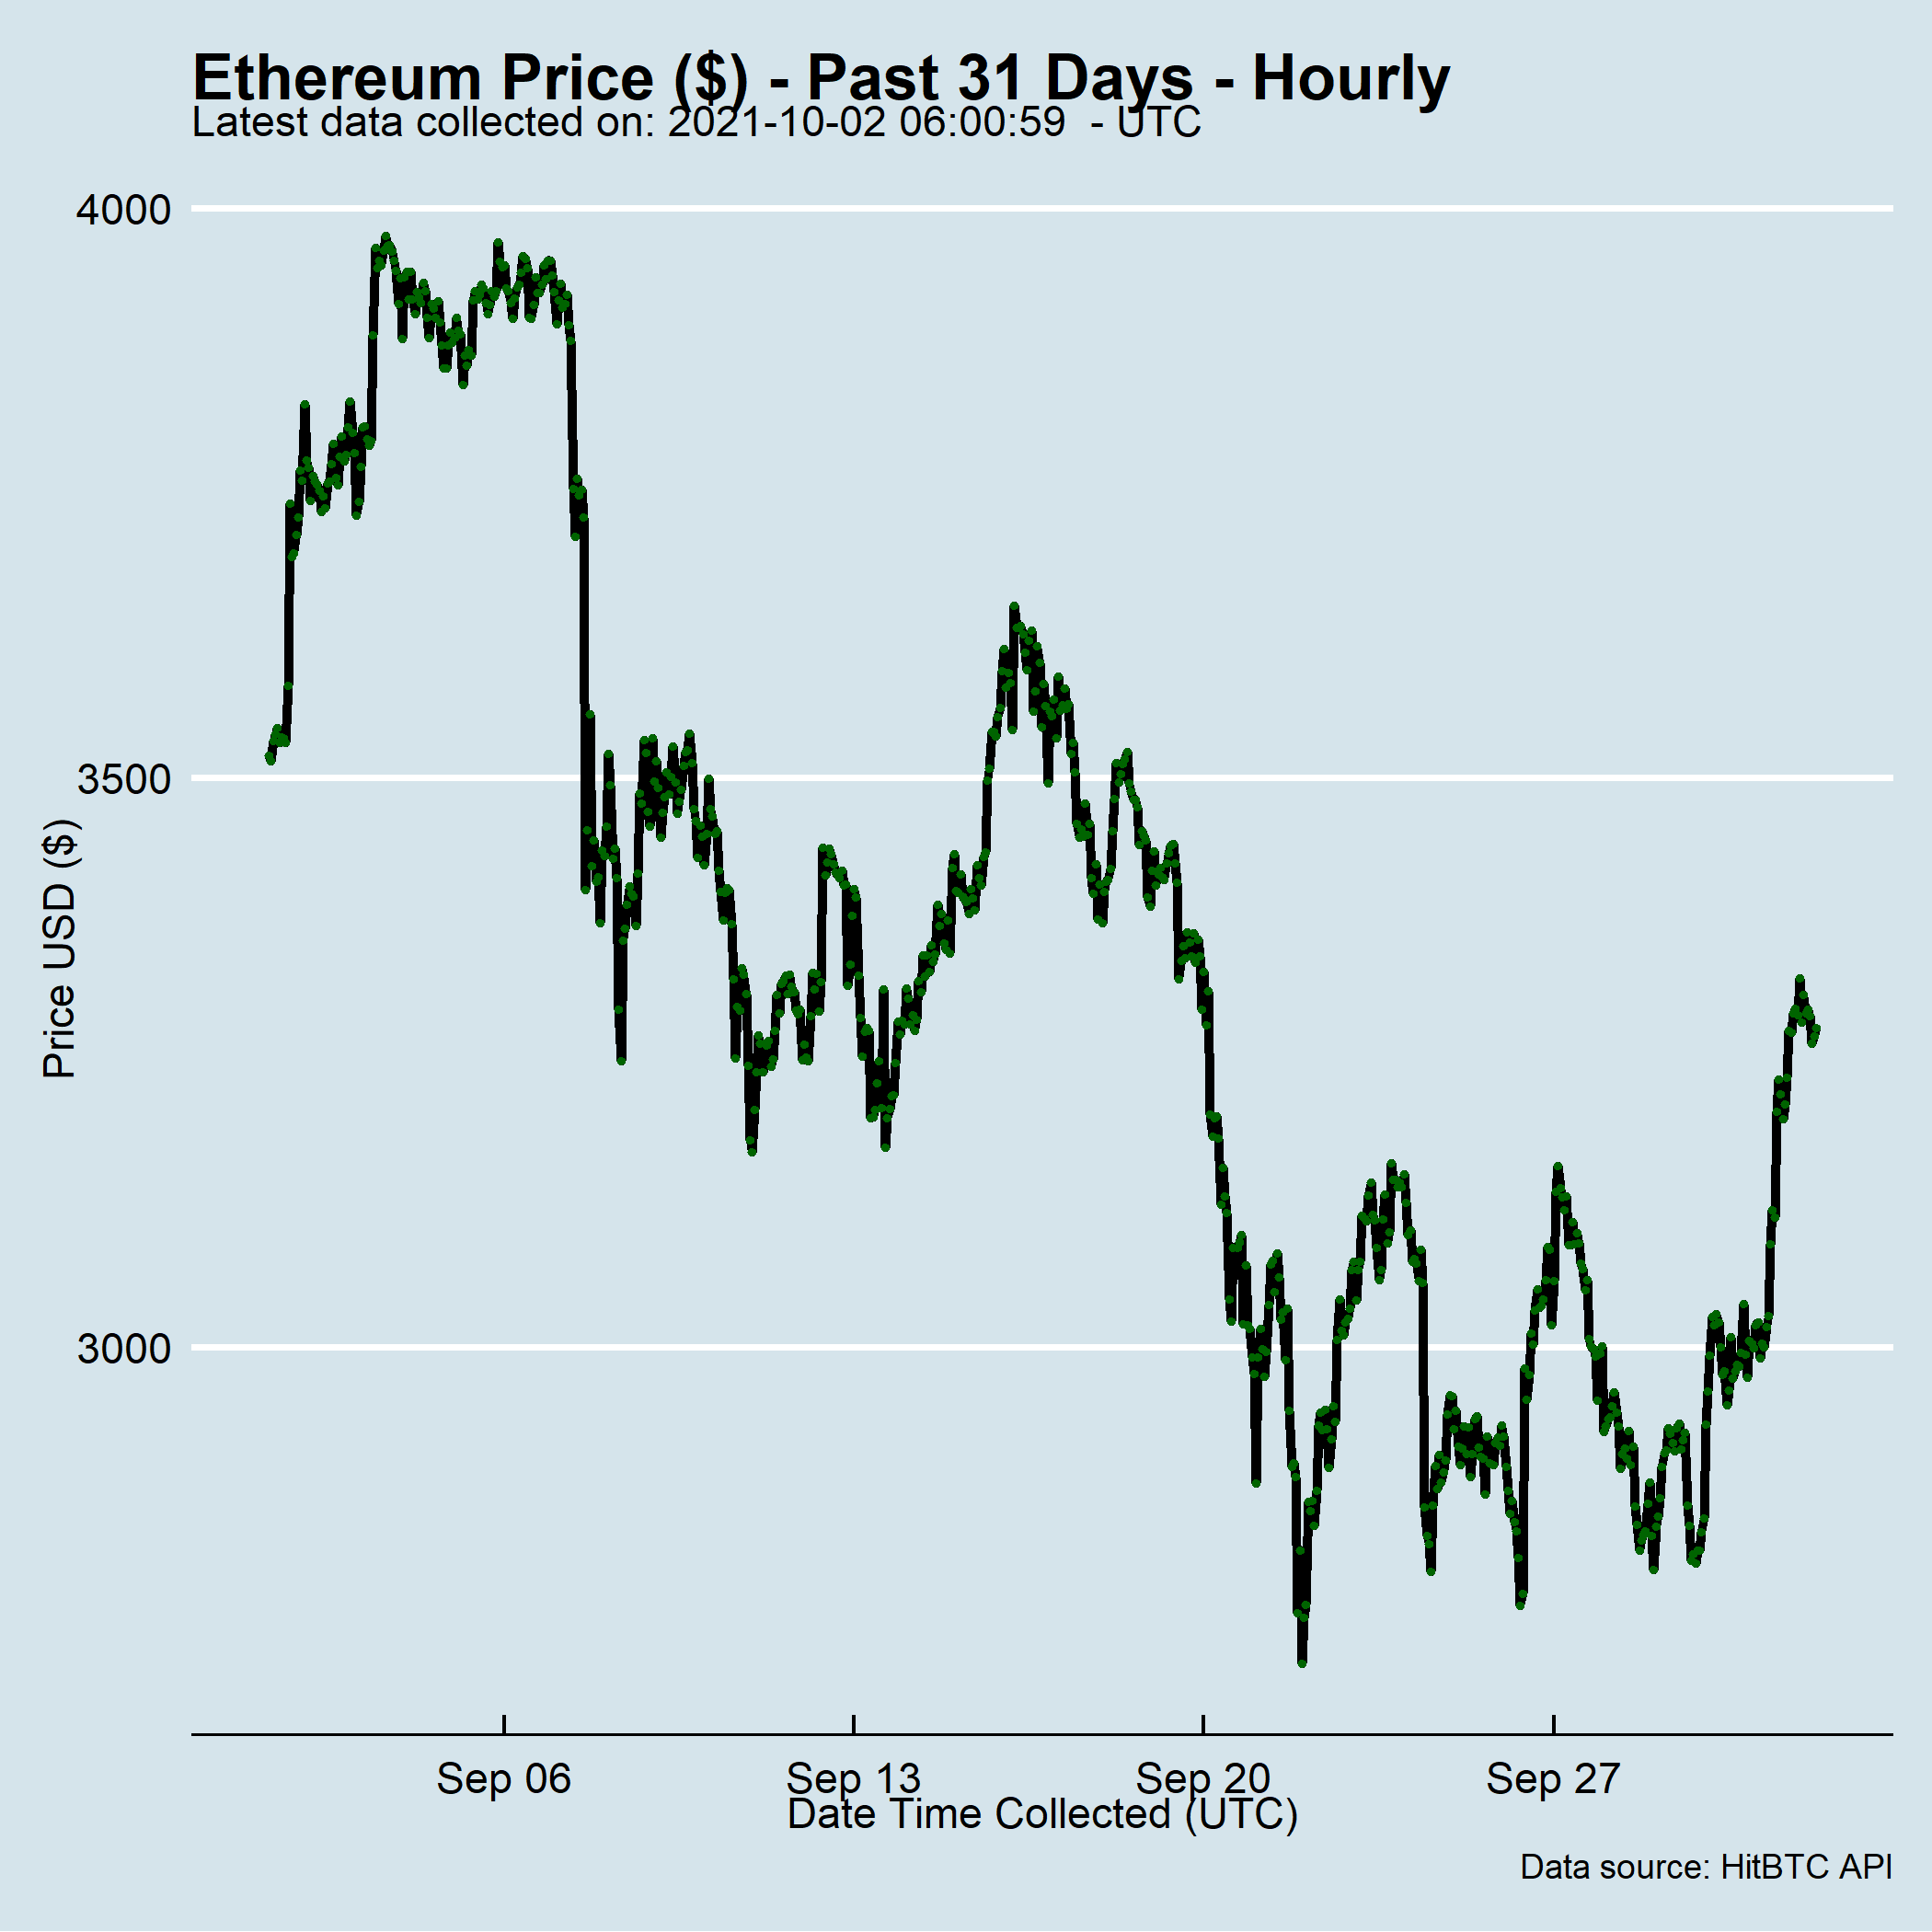 Ethereum Price ($) - Past 31 Days - Hourly
Latest data collected on: 2021-10-02 06:00:59  - UTC
4000
3500
3000
Price USD ($)
Sep 06
Sep 13
Sep 20
Sep 27
Date Time Collected (UTC)
Data source: HitBTC API